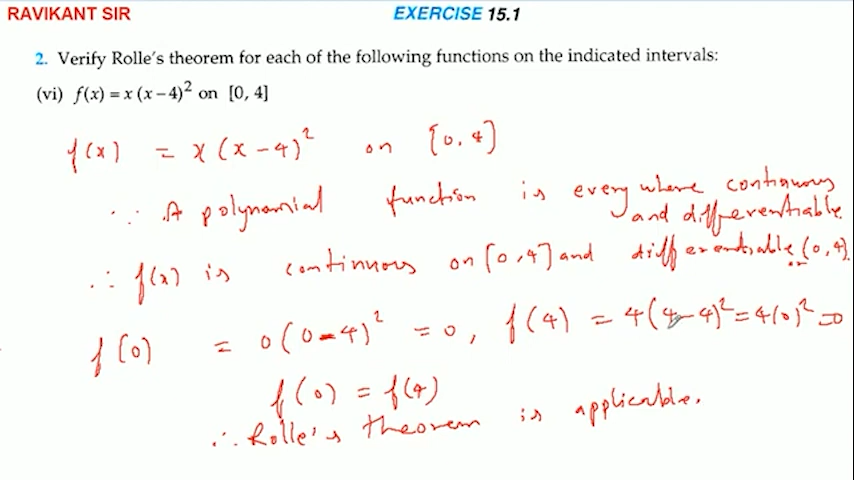 RAVIKANT SIR EXERCISE 15.1
2. Verify Rolle's theorem for each of the following functions on the indicated intervals:
(vi) f(x) = x (x – 4)² on [0, 4]
f(x) = x (x – 4)² on [0, 4]
∵ A polynomial function is every where continuous
and differentiable.
∴ f(x) is continuous on [0, 4] and differentiable on (0, 4).
f(0) = 0(0 – 4)² = 0, f(4) = 4(4 – 4)² = 4(0)² = 0
f(0) = f(4)
∴ Rolle's theorem is applicable.